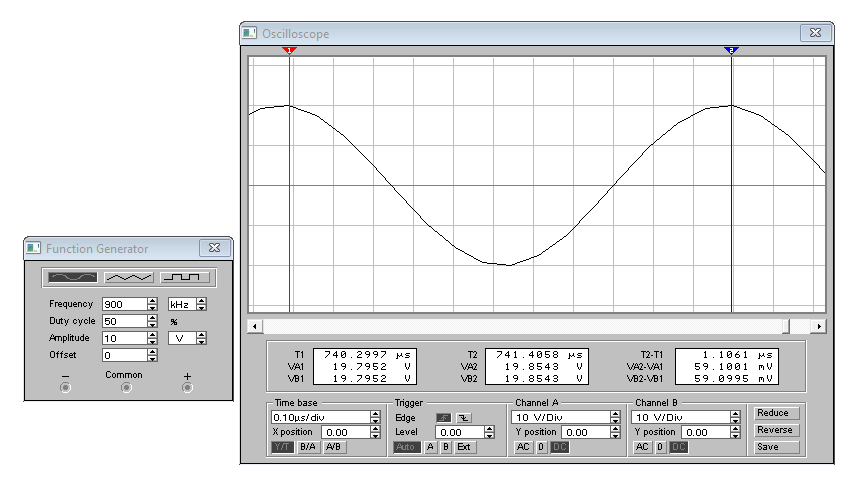 Oscilloscope
1 2
Function Generator
Frequency 900 kHz
Duty cycle 50 %
Amplitude 10 V
Offset 0
− Common +
T1 740.2997 µs T2 741.4058 µs T2-T1 1.1061 µs
VA1 19.7952 V VA2 19.8543 V VA2-VA1 59.1001 mV
VB1 19.7952 V VB2 19.8543 V VB2-VB1 59.0995 mV
Time base Trigger Channel A Channel B
0.10µs/div Edge 10 V/Div 10 V/Div Reduce
X position 0.00 Level 0.00 Y position 0.00 Y position 0.00 Reverse
Y/T B/A A/B Auto A B Ext AC 0 DC AC 0 DC Save